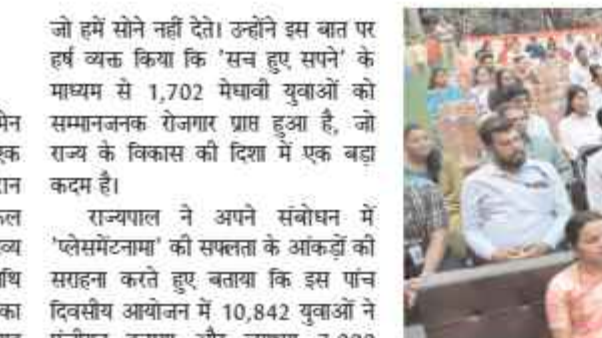 जो हमें सोने नहीं देते। उन्होंने इस बात पर
हर्ष व्यक्त किया कि 'सच हुए सपने' के
माध्यम से 1,702 मेधावी युवाओं को
सम्मानजनक रोजगार प्राप्त हुआ है, जो
राज्य के विकास की दिशा में एक बड़ा
कदम है।
राज्यपाल ने अपने संबोधन में
'प्लेसमेंटनामा' की सफलता के आंकड़ों की
सराहना करते हुए बताया कि इस पांच
दिवसीय आयोजन में 10,842 युवाओं ने